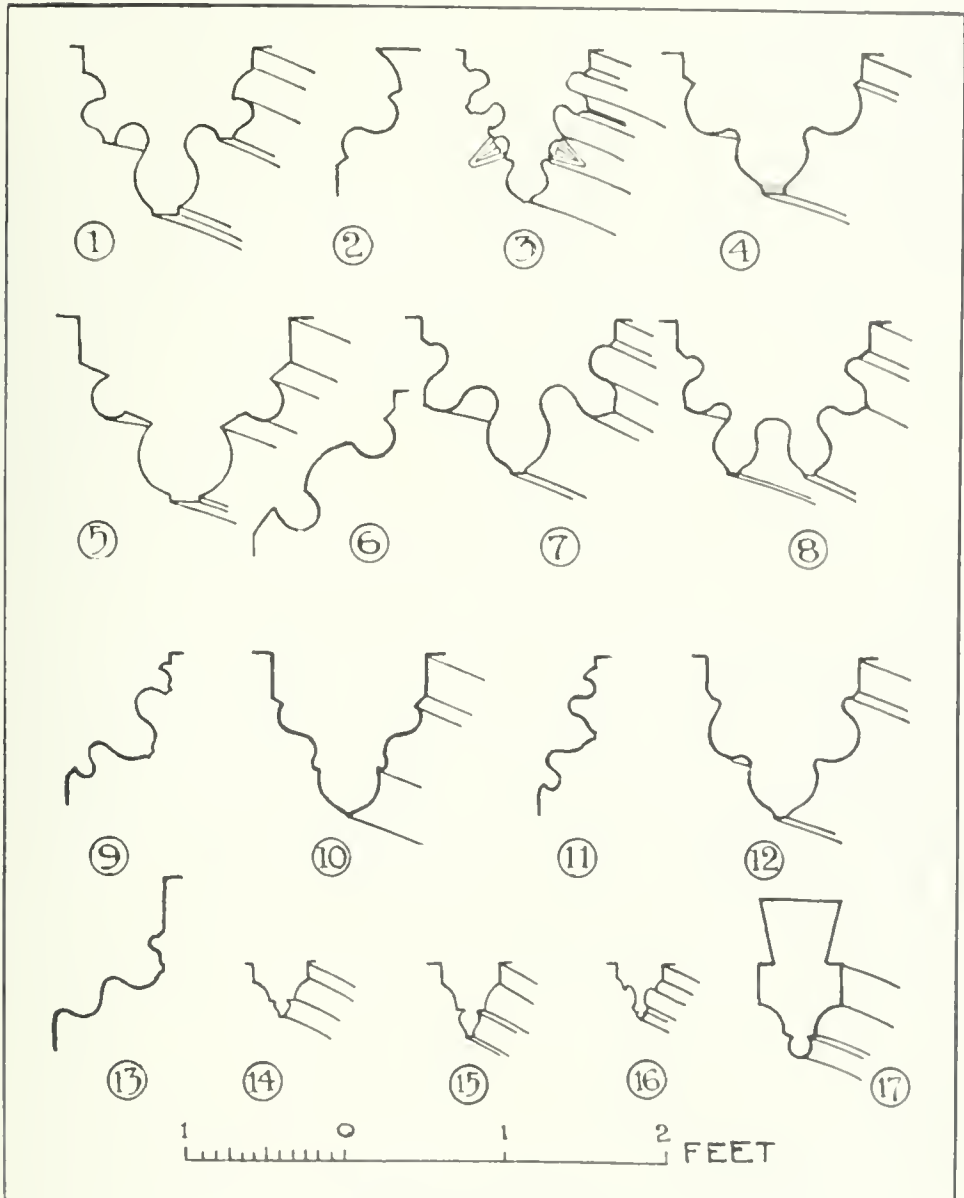 ① ② ③ ④
⑤ ⑥ ⑦ ⑧
⑨ ⑩ ⑪ ⑫
⑬ ⑭ ⑮ ⑯ ⑰
1 0 1 2 FEET